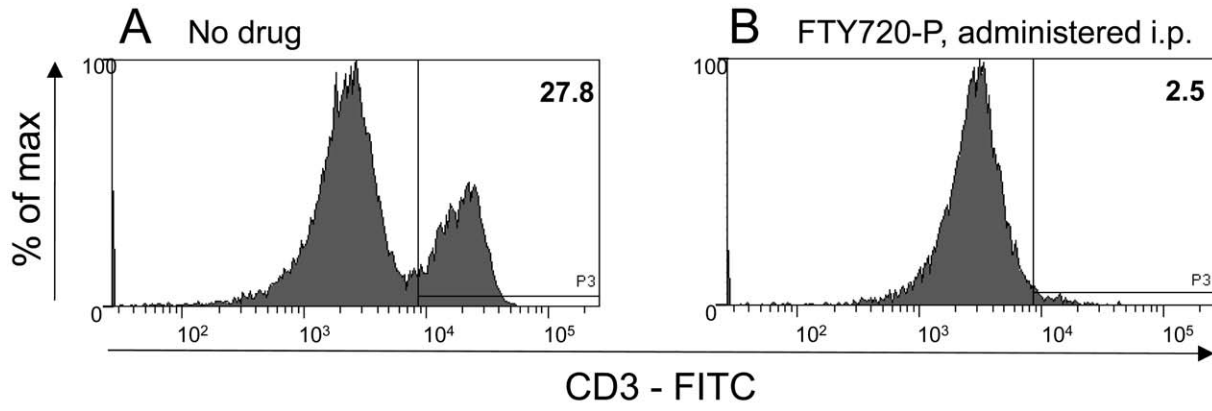 A No drug
B FTY720-P, administered i.p.
% of max
100
27.8
P3
0
10²
10³
10⁴
10⁵
100
2.5
P3
0
10²
10³
10⁴
10⁵
CD3 - FITC